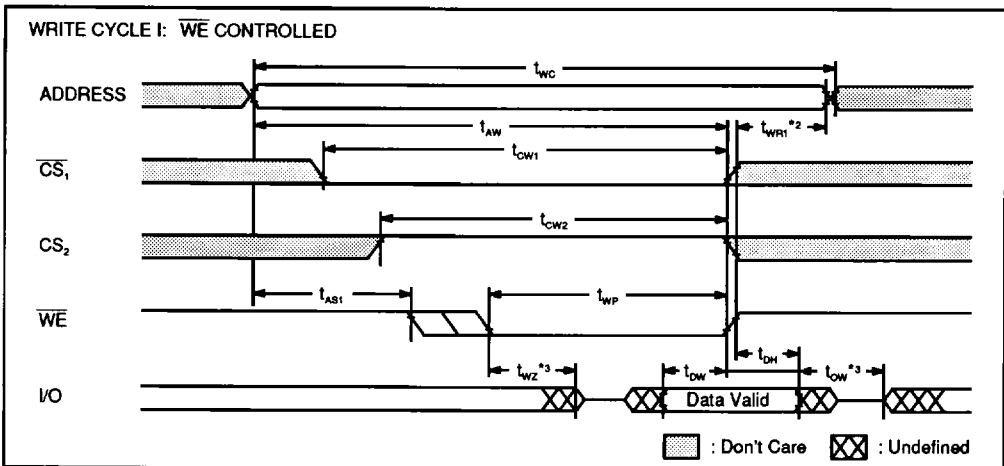 WRITE CYCLE I: WE CONTROLLED
tWC
ADDRESS
tAW
tWR1*2
CS1
tCW1
CS2
tCW2
tAS1
tWP
WE
tWZ*3
tDW
tDH
tOW*3
I/O
Data Valid
: Don't Care
: Undefined